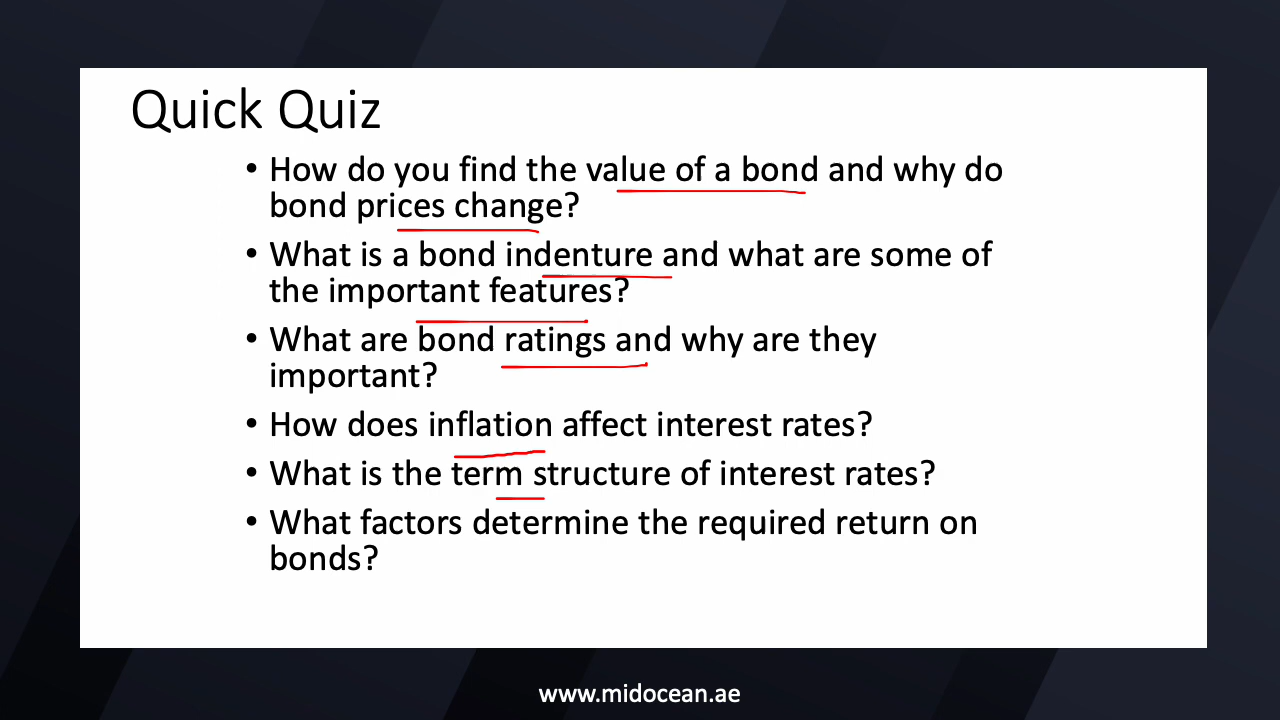 Quick Quiz
• How do you find the value of a bond and why do
bond prices change?
• What is a bond indenture and what are some of
the important features?
• What are bond ratings and why are they
important?
• How does inflation affect interest rates?
• What is the term structure of interest rates?
• What factors determine the required return on
bonds?
www.midocean.ae